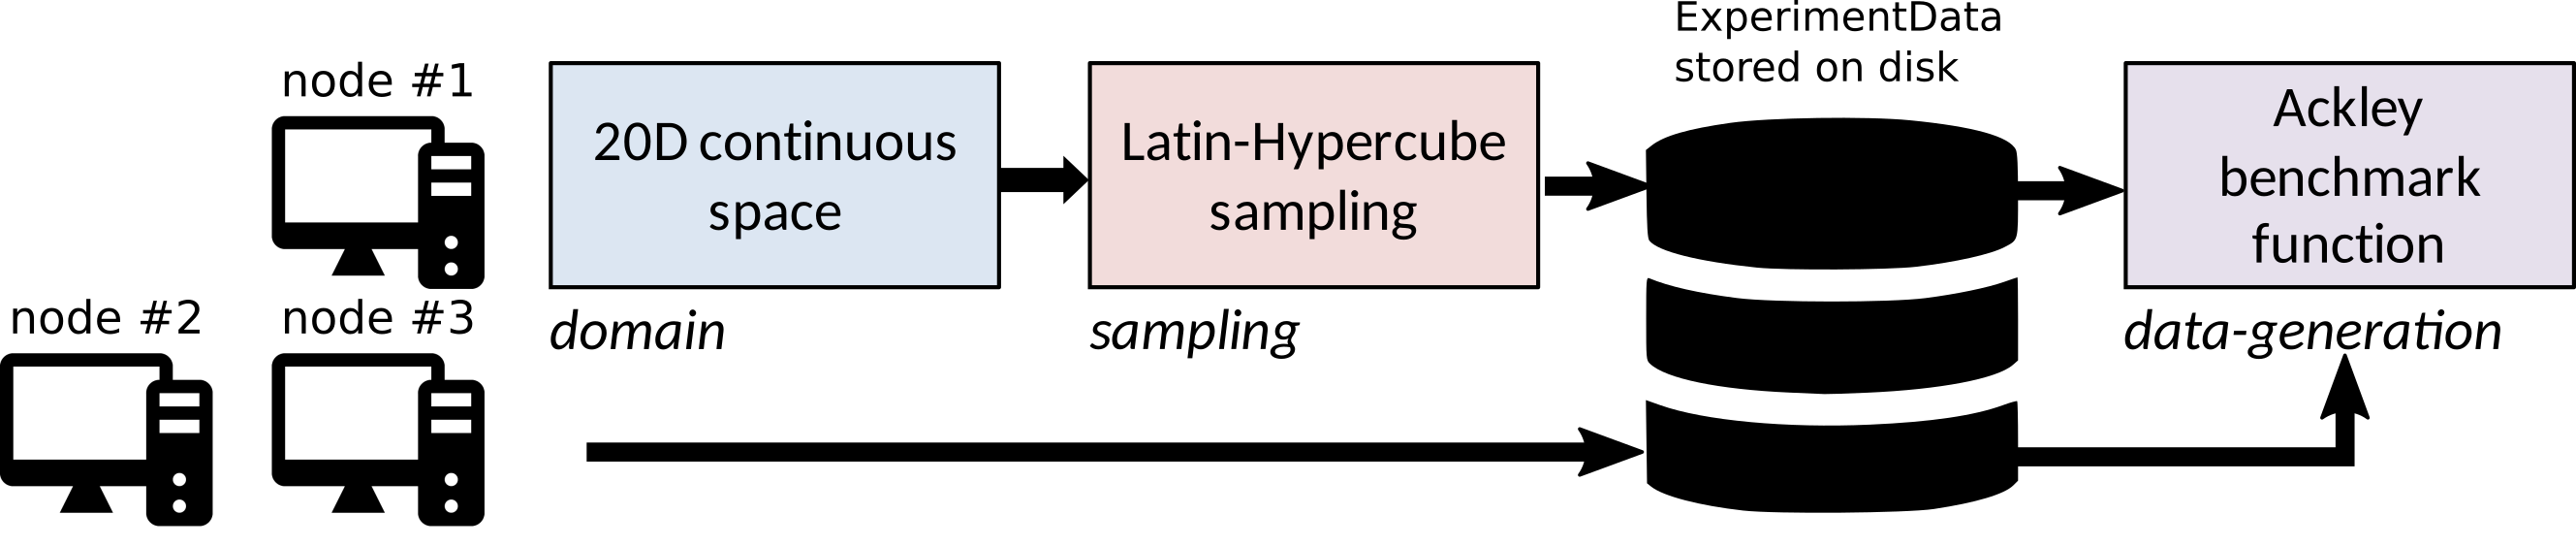 ExperimentData
stored on disk
node #1
20D continuous
space
Latin-Hypercube
sampling
Ackley
benchmark
function
node #2
node #3
domain
sampling
data-generation